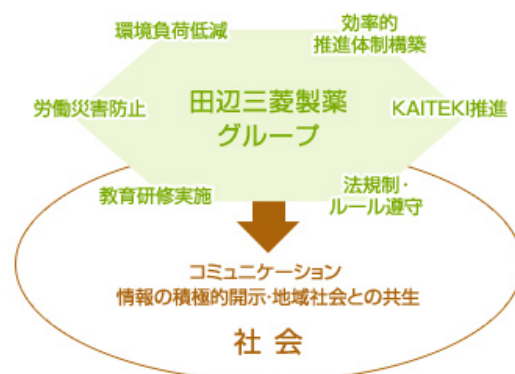 環境負荷低減
効率的
推進体制構築
労働災害防止
田辺三菱製薬
グループ
KAITEKI推進
教育研修実施
法規制・
ルール遵守
コミュニケーション
情報の積極的開示・地域社会との共生
社会